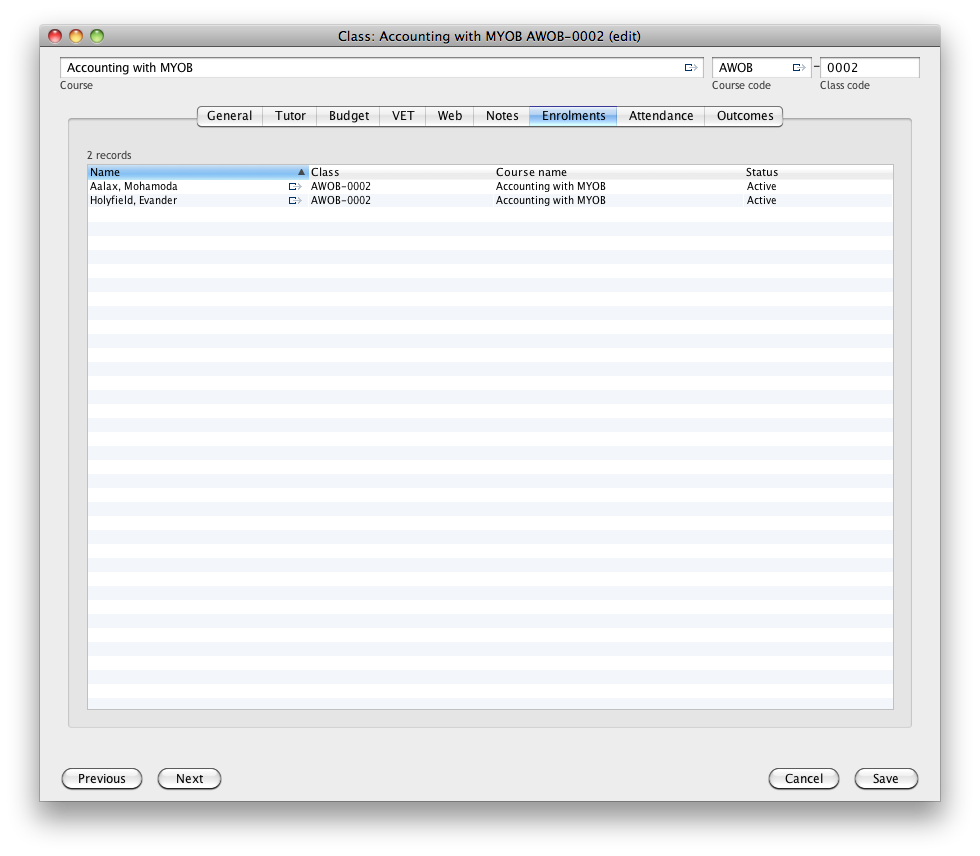 Class: Accounting with MYOB AWOB-0002 (edit)
Accounting with MYOB AWOB - 0002
Course Course code Class code
General Tutor Budget VET Web Notes Enrolments Attendance Outcomes
2 records
Name Class Course name Status
Aalax, Mohamoda AWOB-0002 Accounting with MYOB Active
Holyfield, Evander AWOB-0002 Accounting with MYOB Active
Previous Next Cancel Save